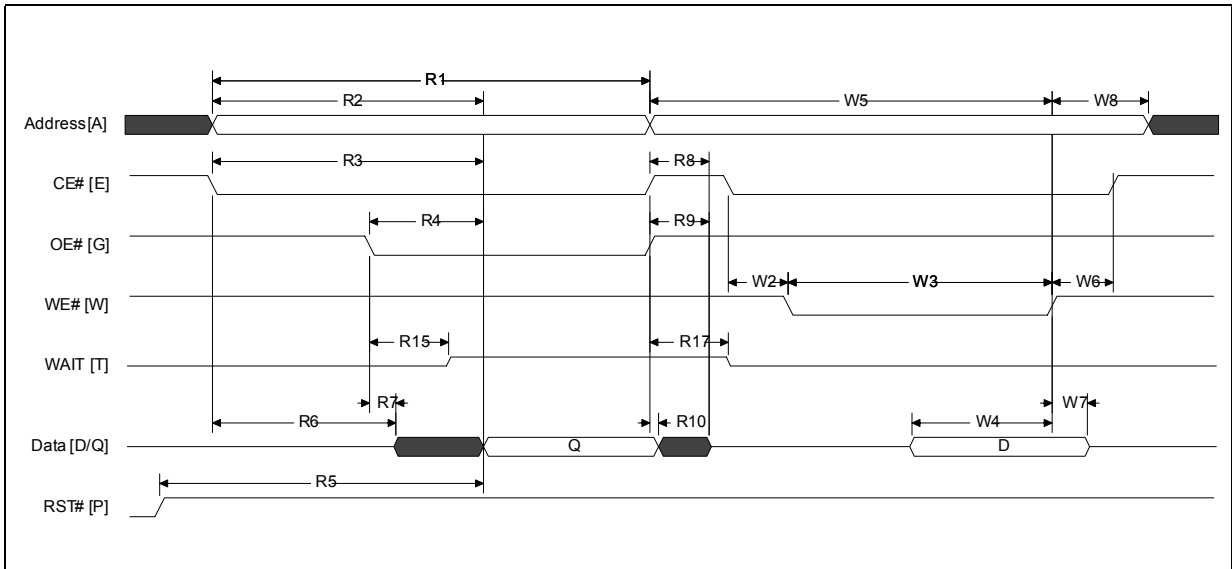 R1
R2
W5
W8
Address [A]
R3
R8
CE# [E]
R4
R9
OE# [G]
W2
W3
W6
WE# [W]
R15
R17
WAIT [T]
R7
W7
R6
R10
W4
Data [D/Q]
Q
D
R5
RST# [P]